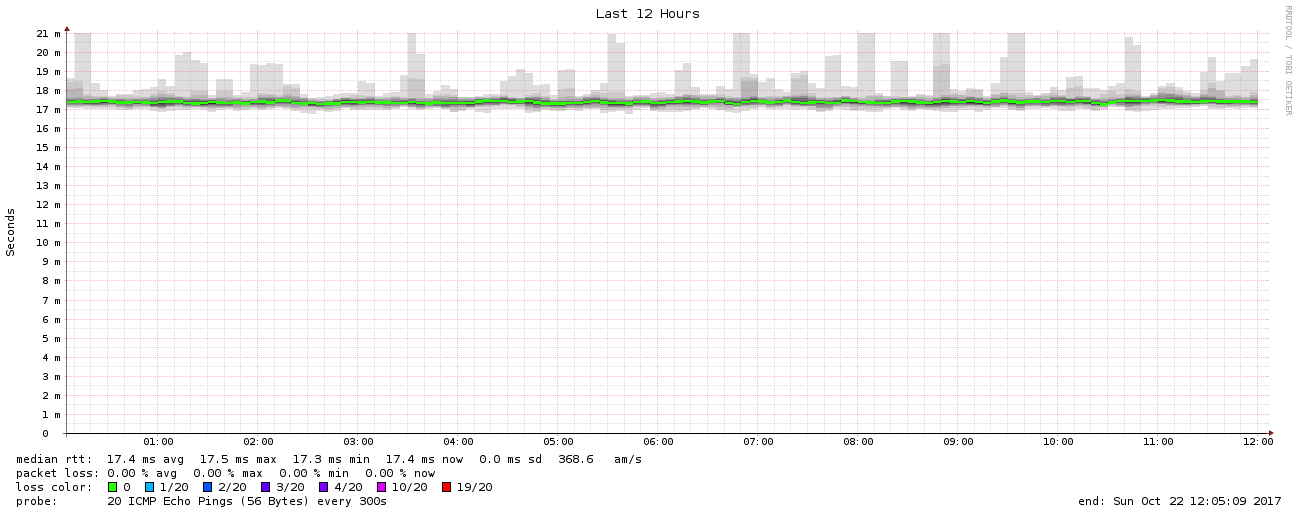 Last 12 Hours
RRDTOOL / TOBI OETIKER
21 m
20 m
19 m
18 m
17 m
16 m
15 m
14 m
13 m
12 m
11 m
10 m
9 m
8 m
7 m
6 m
5 m
4 m
3 m
2 m
1 m
0
Seconds
01:00 02:00 03:00 04:00 05:00 06:00 07:00 08:00 09:00 10:00 11:00 12:00
median rtt: 17.4 ms avg 17.5 ms max 17.3 ms min 17.4 ms now 0.0 ms sd 368.6 am/s
packet loss: 0.00 % avg 0.00 % max 0.00 % min 0.00 % now
loss color: 0 1/20 2/20 3/20 4/20 10/20 19/20
probe: 20 ICMP Echo Pings (56 Bytes) every 300s end: Sun Oct 22 12:05:09 2017